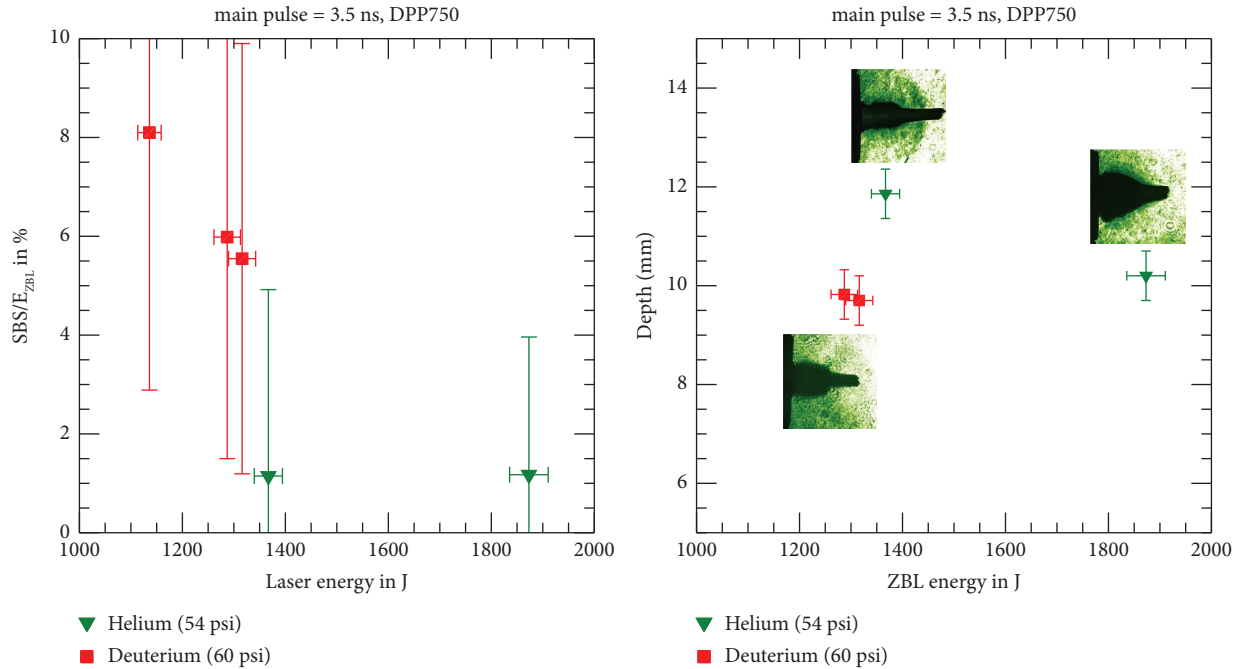 main pulse = 3.5 ns, DPP750
10
8
6
4
2
0
SBS/E_ZBL in %
1000
1200
1400
1600
1800
2000
Laser energy in J
Helium (54 psi)
Deuterium (60 psi)
main pulse = 3.5 ns, DPP750
14
12
10
8
6
Depth (mm)
1000
1200
1400
1600
1800
2000
ZBL energy in J
Helium (54 psi)
Deuterium (60 psi)